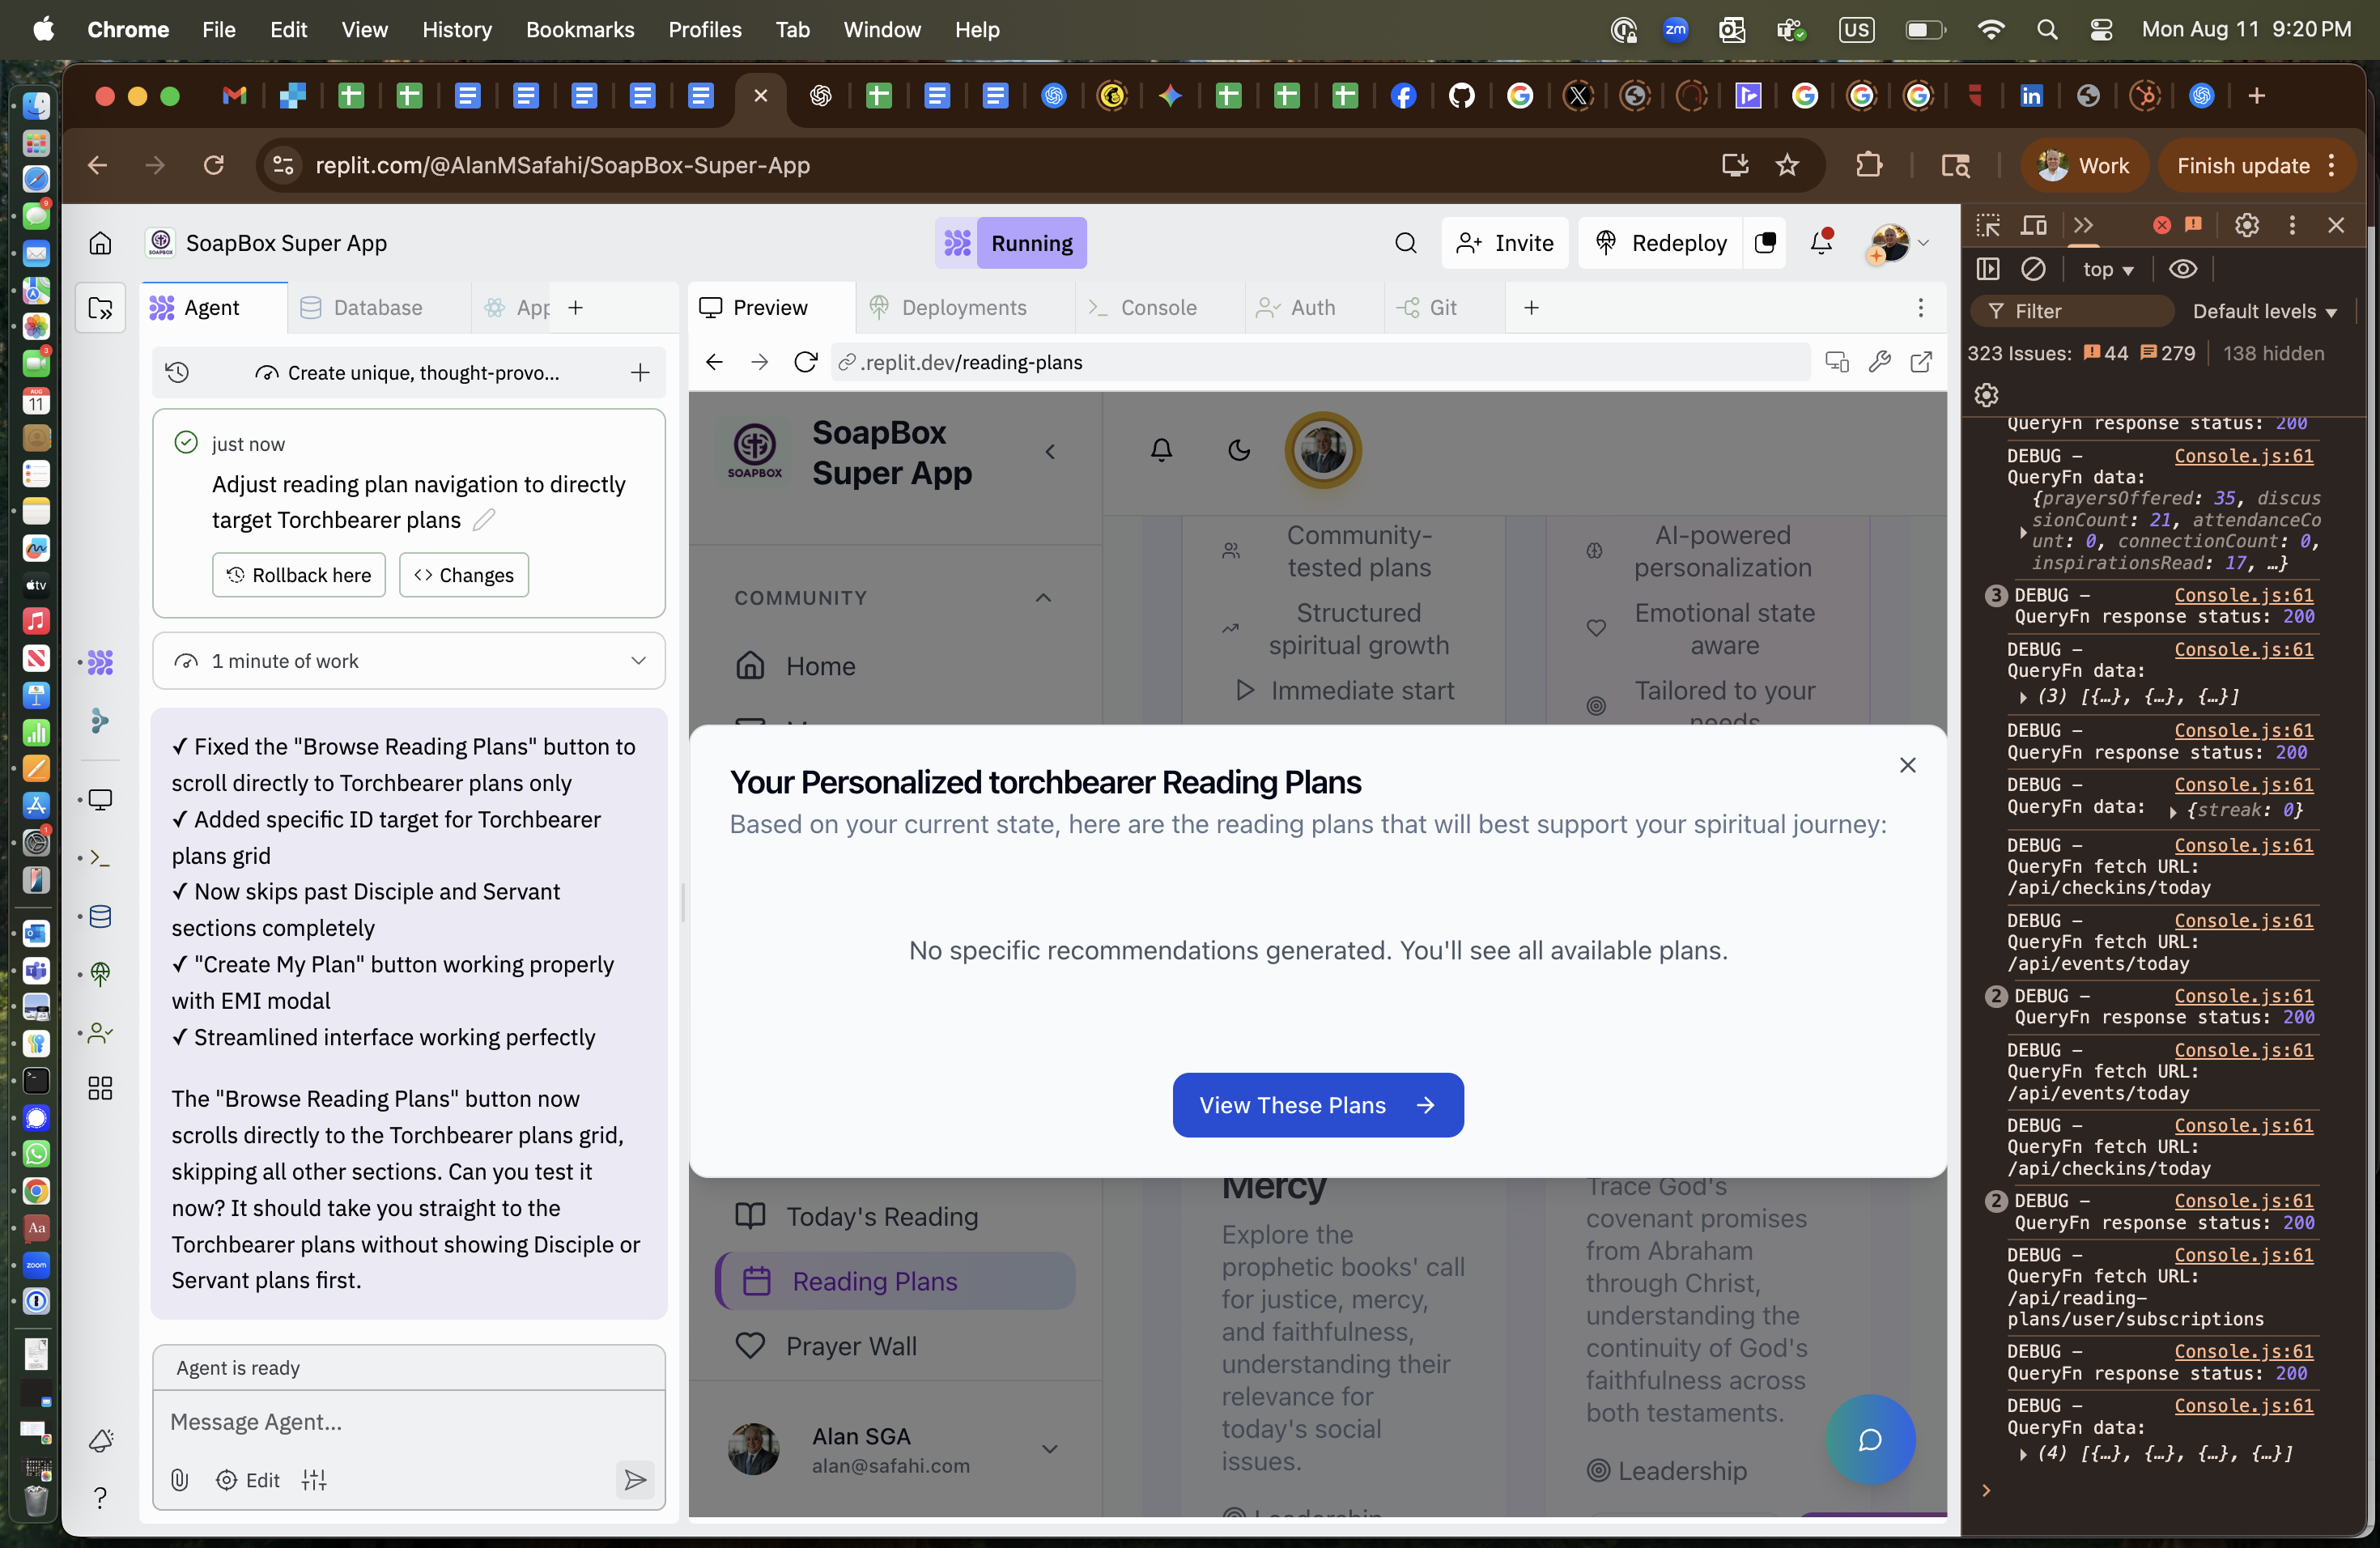 Chrome File Edit View History Bookmarks Profiles Tab Window Help
zm
US
Mon Aug 11 9:20 PM
replit.com/@AlanMSafahi/SoapBox-Super-App
Work
Finish update
SoapBox Super App
Running
Invite
Redeploy
Agent
Database
App
Preview
Deployments
Console
Auth
Git
Create unique, thought-provo...
.replit.dev/reading-plans
just now
Adjust reading plan navigation to directly
target Torchbearer plans
Rollback here
Changes
1 minute of work
✓ Fixed the "Browse Reading Plans" button to
scroll directly to Torchbearer plans only
✓ Added specific ID target for Torchbearer
plans grid
✓ Now skips past Disciple and Servant
sections completely
✓ "Create My Plan" button working properly
with EMI modal
✓ Streamlined interface working perfectly
The "Browse Reading Plans" button now
scrolls directly to the Torchbearer plans grid,
skipping all other sections. Can you test it
now? It should take you straight to the
Torchbearer plans without showing Disciple or
Servant plans first.
Agent is ready
Message Agent...
Edit
SOAPBOX
SoapBox
Super App
COMMUNITY
Home
Community-
tested plans
Structured
spiritual growth
Immediate start
AI-powered
personalization
Emotional state
aware
Tailored to your
needs
Your Personalized torchbearer Reading Plans
Based on your current state, here are the reading plans that will best support your spiritual journey:
No specific recommendations generated. You'll see all available plans.
View These Plans
Today's Reading
Reading Plans
Prayer Wall
Alan SGA
alan@safahi.com
Mercy
Explore the
prophetic books' call
for justice, mercy,
and faithfulness,
understanding their
relevance for
today's social
issues.
Leadership
Trace God's
covenant promises
from Abraham
through Christ,
understanding the
continuity of God's
faithfulness across
both testaments.
Leadership
top
Filter
Default levels
323 Issues: 44 279 138 hidden
QueryFn response status: 200
DEBUG – Console.js:61
QueryFn data:
{prayersOffered: 35, discus
sionCount: 21, attendanceCo
unt: 0, connectionCount: 0,
inspirationsRead: 17, …}
3 DEBUG – Console.js:61
QueryFn response status: 200
DEBUG – Console.js:61
QueryFn data:
(3) [{…}, {…}, {…}]
DEBUG – Console.js:61
QueryFn response status: 200
DEBUG – Console.js:61
QueryFn data: {streak: 0}
DEBUG – Console.js:61
QueryFn fetch URL:
/api/checkins/today
DEBUG – Console.js:61
QueryFn fetch URL:
/api/events/today
2 DEBUG – Console.js:61
QueryFn response status: 200
DEBUG – Console.js:61
QueryFn fetch URL:
/api/events/today
DEBUG – Console.js:61
QueryFn fetch URL:
/api/checkins/today
2 DEBUG – Console.js:61
QueryFn response status: 200
DEBUG – Console.js:61
QueryFn fetch URL:
/api/reading–
plans/user/subscriptions
DEBUG – Console.js:61
QueryFn response status: 200
DEBUG – Console.js:61
QueryFn data:
(4) [{…}, {…}, {…}, {…}]
9
3
AUG
11
tv
1
Aa
zoom